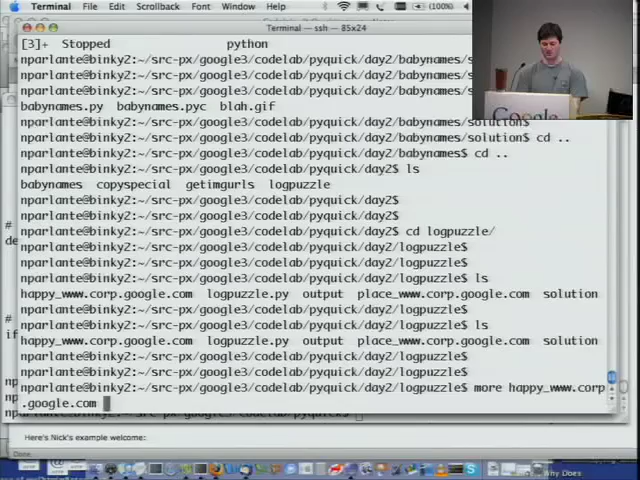 Terminal File Edit Scrollback Font Window Help (100%)
Terminal — ssh — 85x24
[3]+ Stopped python
nparlante@binky2:~/src-px/google3/codelab/pyquick/day2/babynames/s
nparlante@binky2:~/src-px/google3/codelab/pyquick/day2/babynames/s
nparlante@binky2:~/src-px/google3/codelab/pyquick/day2/babynames/s
babynames.py babynames.pyc blah.gif
nparlante@binky2:~/src-px/google3/codelab/pyquick/day2/babynames/solution$
nparlante@binky2:~/src-px/google3/codelab/pyquick/day2/babynames/solution$ cd ..
nparlante@binky2:~/src-px/google3/codelab/pyquick/day2/babynames$ cd ..
nparlante@binky2:~/src-px/google3/codelab/pyquick/day2$ ls
babynames copyspecial getimgurls logpuzzle
nparlante@binky2:~/src-px/google3/codelab/pyquick/day2$
nparlante@binky2:~/src-px/google3/codelab/pyquick/day2$
nparlante@binky2:~/src-px/google3/codelab/pyquick/day2$ cd logpuzzle/
nparlante@binky2:~/src-px/google3/codelab/pyquick/day2/logpuzzle$
nparlante@binky2:~/src-px/google3/codelab/pyquick/day2/logpuzzle$
nparlante@binky2:~/src-px/google3/codelab/pyquick/day2/logpuzzle$ ls
happy_www.corp.google.com logpuzzle.py output place_www.corp.google.com solution
nparlante@binky2:~/src-px/google3/codelab/pyquick/day2/logpuzzle$
nparlante@binky2:~/src-px/google3/codelab/pyquick/day2/logpuzzle$ ls
happy_www.corp.google.com logpuzzle.py output place_www.corp.google.com solution
nparlante@binky2:~/src-px/google3/codelab/pyquick/day2/logpuzzle$
nparlante@binky2:~/src-px/google3/codelab/pyquick/day2/logpuzzle$
nparlante@binky2:~/src-px/google3/codelab/pyquick/day2/logpuzzle$ more happy_www.corp
.google.com
Here's Nick's example welcome:
Done
Why Does
Google